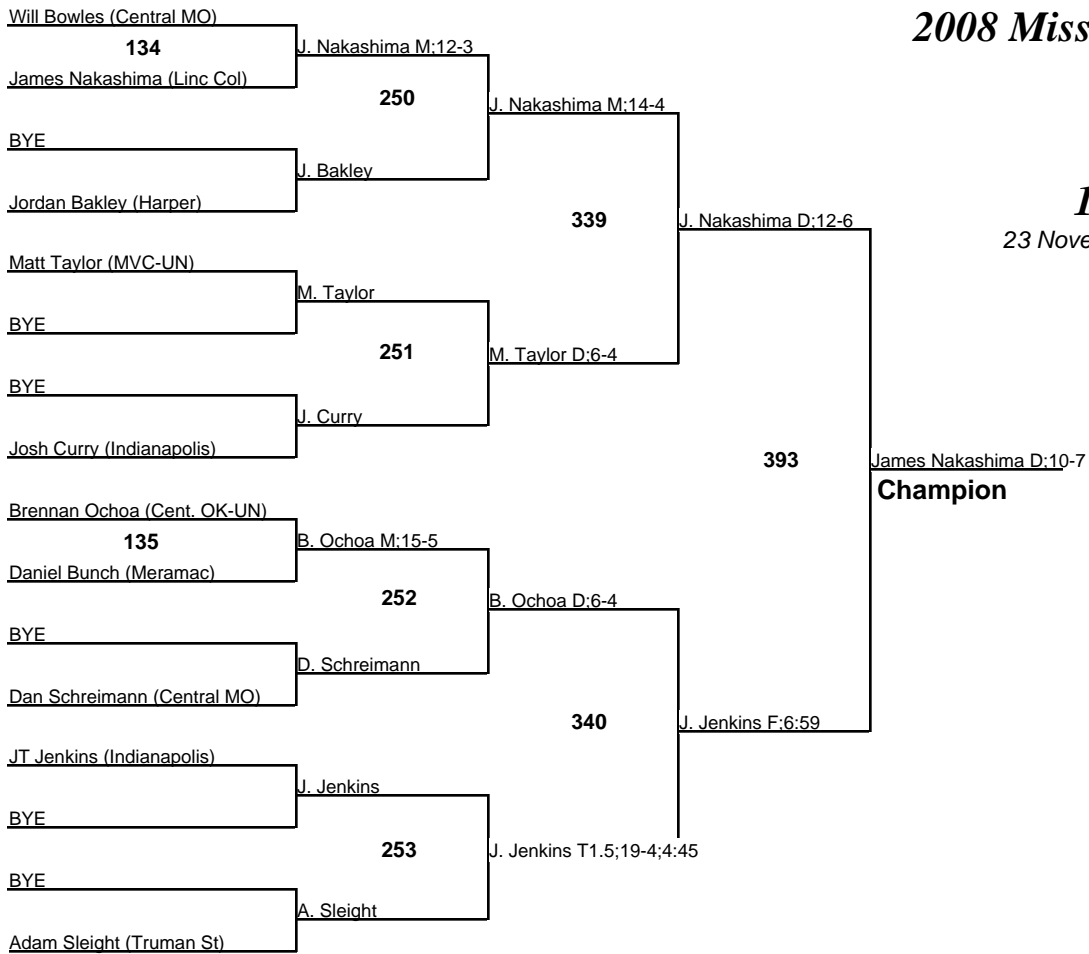 Will Bowles (Central MO)
2008 Miss
134
J. Nakashima M;12-3
James Nakashima (Linc Col)
250
J. Nakashima M;14-4
BYE
J. Bakley
Jordan Bakley (Harper)
1
339
J. Nakashima D;12-6
23 Nove
Matt Taylor (MVC-UN)
M. Taylor
BYE
251
M. Taylor D;6-4
BYE
J. Curry
Josh Curry (Indianapolis)
393
James Nakashima D;10-7
Champion
Brennan Ochoa (Cent. OK-UN)
135
B. Ochoa M;15-5
Daniel Bunch (Meramac)
252
B. Ochoa D;6-4
BYE
D. Schreimann
Dan Schreimann (Central MO)
340
J. Jenkins F;6:59
JT Jenkins (Indianapolis)
J. Jenkins
BYE
253
J. Jenkins T1.5;19-4;4:45
BYE
A. Sleight
Adam Sleight (Truman St)